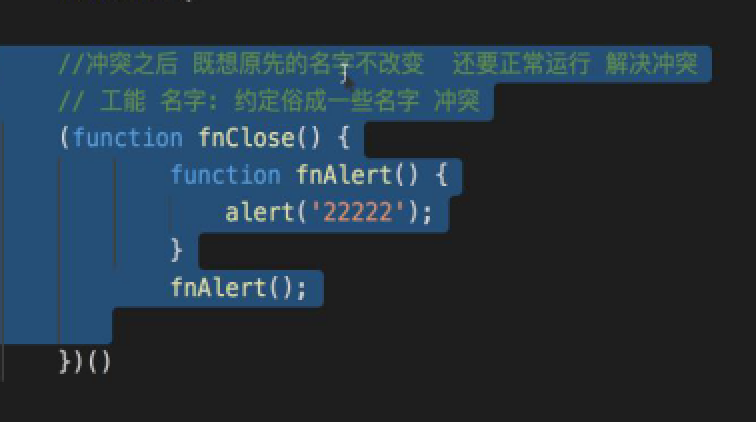 //冲突之后 既想原先的名字不改变 还要正常运行 解决冲突
// 工能 名字: 约定俗成一些名字 冲突
(function fnClose() {
function fnAlert() {
alert('22222');
}
fnAlert();
})()